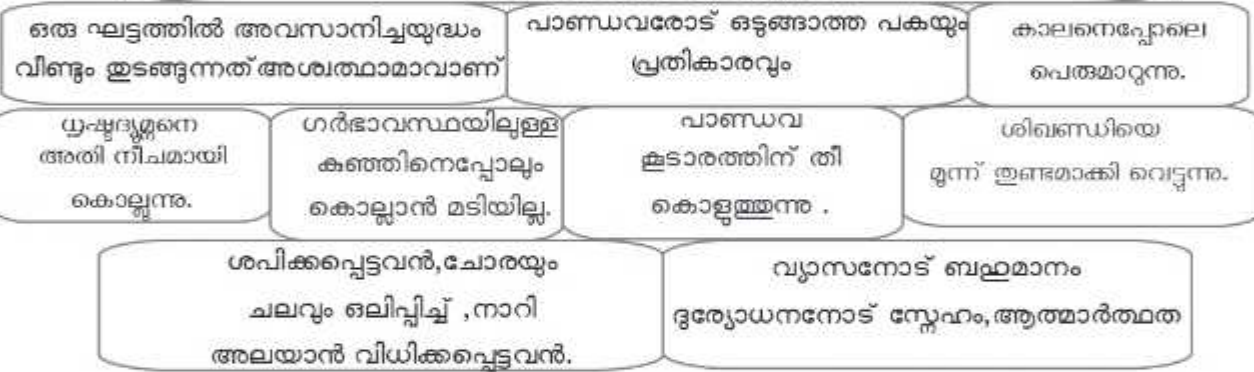 ഒരു ഘട്ടത്തിൽ അവസാനിച്ചയുദ്ധം
വീണ്ടും തുടങ്ങുന്നത് അശ്വത്ഥാമാവാണ്
പാണ്ഡവരോട് ഒടുങ്ങാത്ത പകയും
പ്രതികാരവും
കാലനെപ്പോലെ
പെരുമാറുന്നു.
ധൃഷ്ടദ്യുമ്നനെ
അതി നീചമായി
കൊല്ലുന്നു.
ഗർഭാവസ്ഥയിലുള്ള
കുഞ്ഞിനെപ്പോലും
കൊല്ലാൻ മടിയില്ല.
പാണ്ഡവ
കൂടാരത്തിന് തീ
കൊളുത്തുന്നു .
ശിഖണ്ഡിയെ
മൂന്ന് തുണ്ടമാക്കി വെട്ടുന്നു.
ശപിക്കപ്പെട്ടവൻ,ചോരയും
ചലവും ഒലിപ്പിച്ച് ,നാറി
അലയാൻ വിധിക്കപ്പെട്ടവൻ.
വ്യാസനോട് ബഹുമാനം
ദുര്യോധനനോട് സ്നേഹം,ആത്മാർത്ഥത